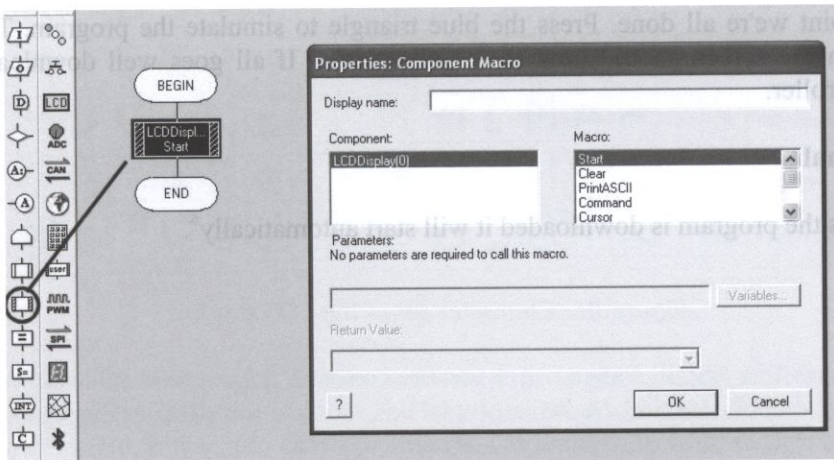 I
O
D
LCD
ADC
A:
CAN
A
user
PWM
=
SPI
S=
INT
C
BEGIN
LCDDispl...
Start
END
Properties: Component Macro
Display name:
Component:
LCDDisplay(0)
Macro:
Start
Clear
PrintASCII
Command
Cursor
Parameters:
No parameters are required to call this macro.
Variables...
Return Value:
?
OK
Cancel
int we're all done. Press the blue triangle to simulate the program
If all goes well
the program is downloaded it will start automatically